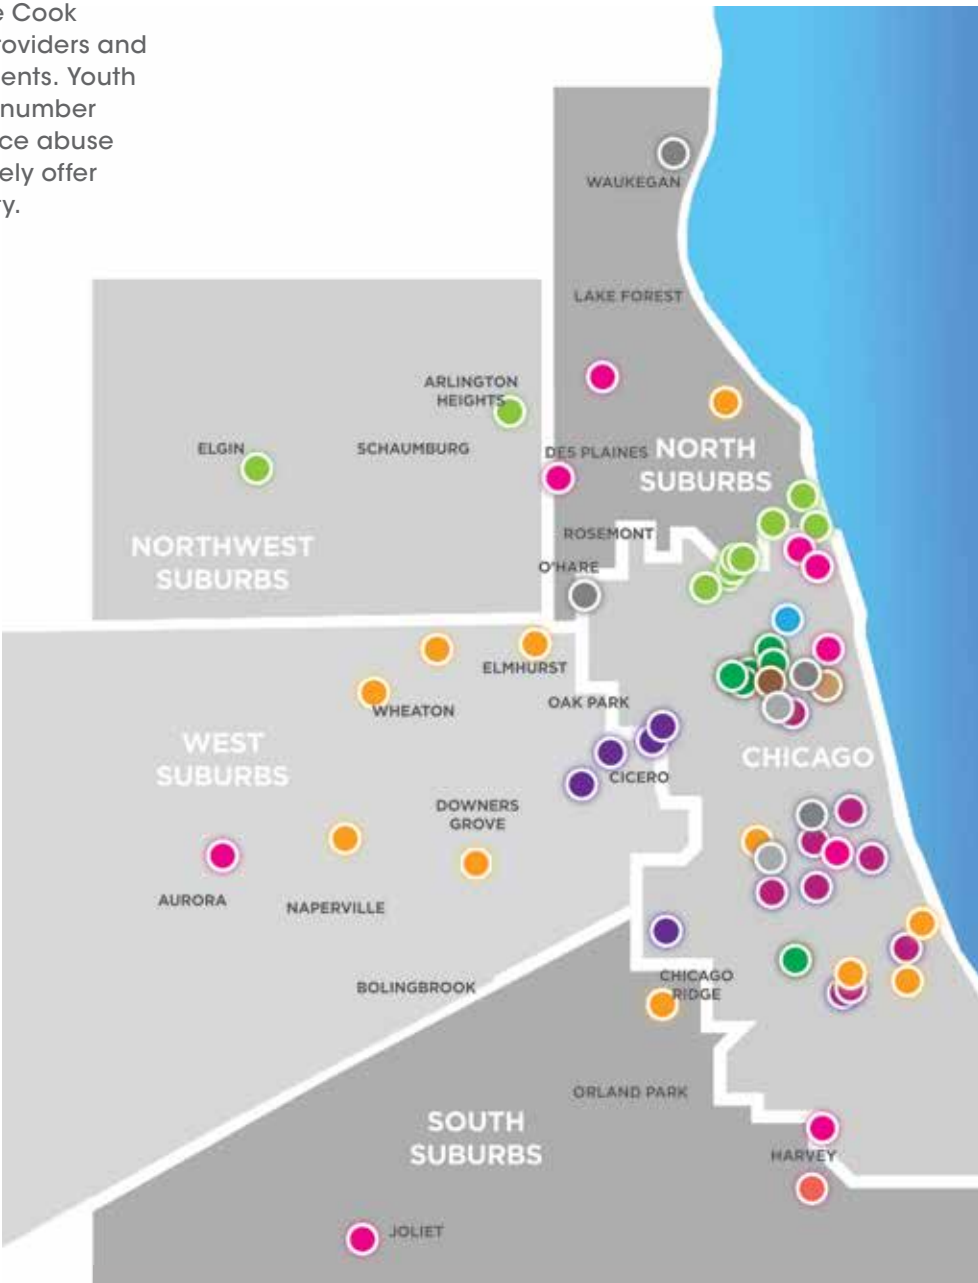 e Cook
roviders and
ents. Youth
number
ce abuse
ely offer
y.
WAUKEGAN
LAKE FOREST
ARLINGTON
HEIGHTS
ELGIN
SCHAUMBURG
DES PLAINES
NORTH
SUBURBS
ROSEMONT
NORTHWEST
SUBURBS
O'HARE
ELMHURST
OAK PARK
WHEATON
WEST
SUBURBS
CHICAGO
CICERO
DOWNERS
GROVE
AURORA
NAPERVILLE
CHICAGO
RIDGE
BOLINGBROOK
ORLAND PARK
SOUTH
SUBURBS
HARVEY
JOLIET